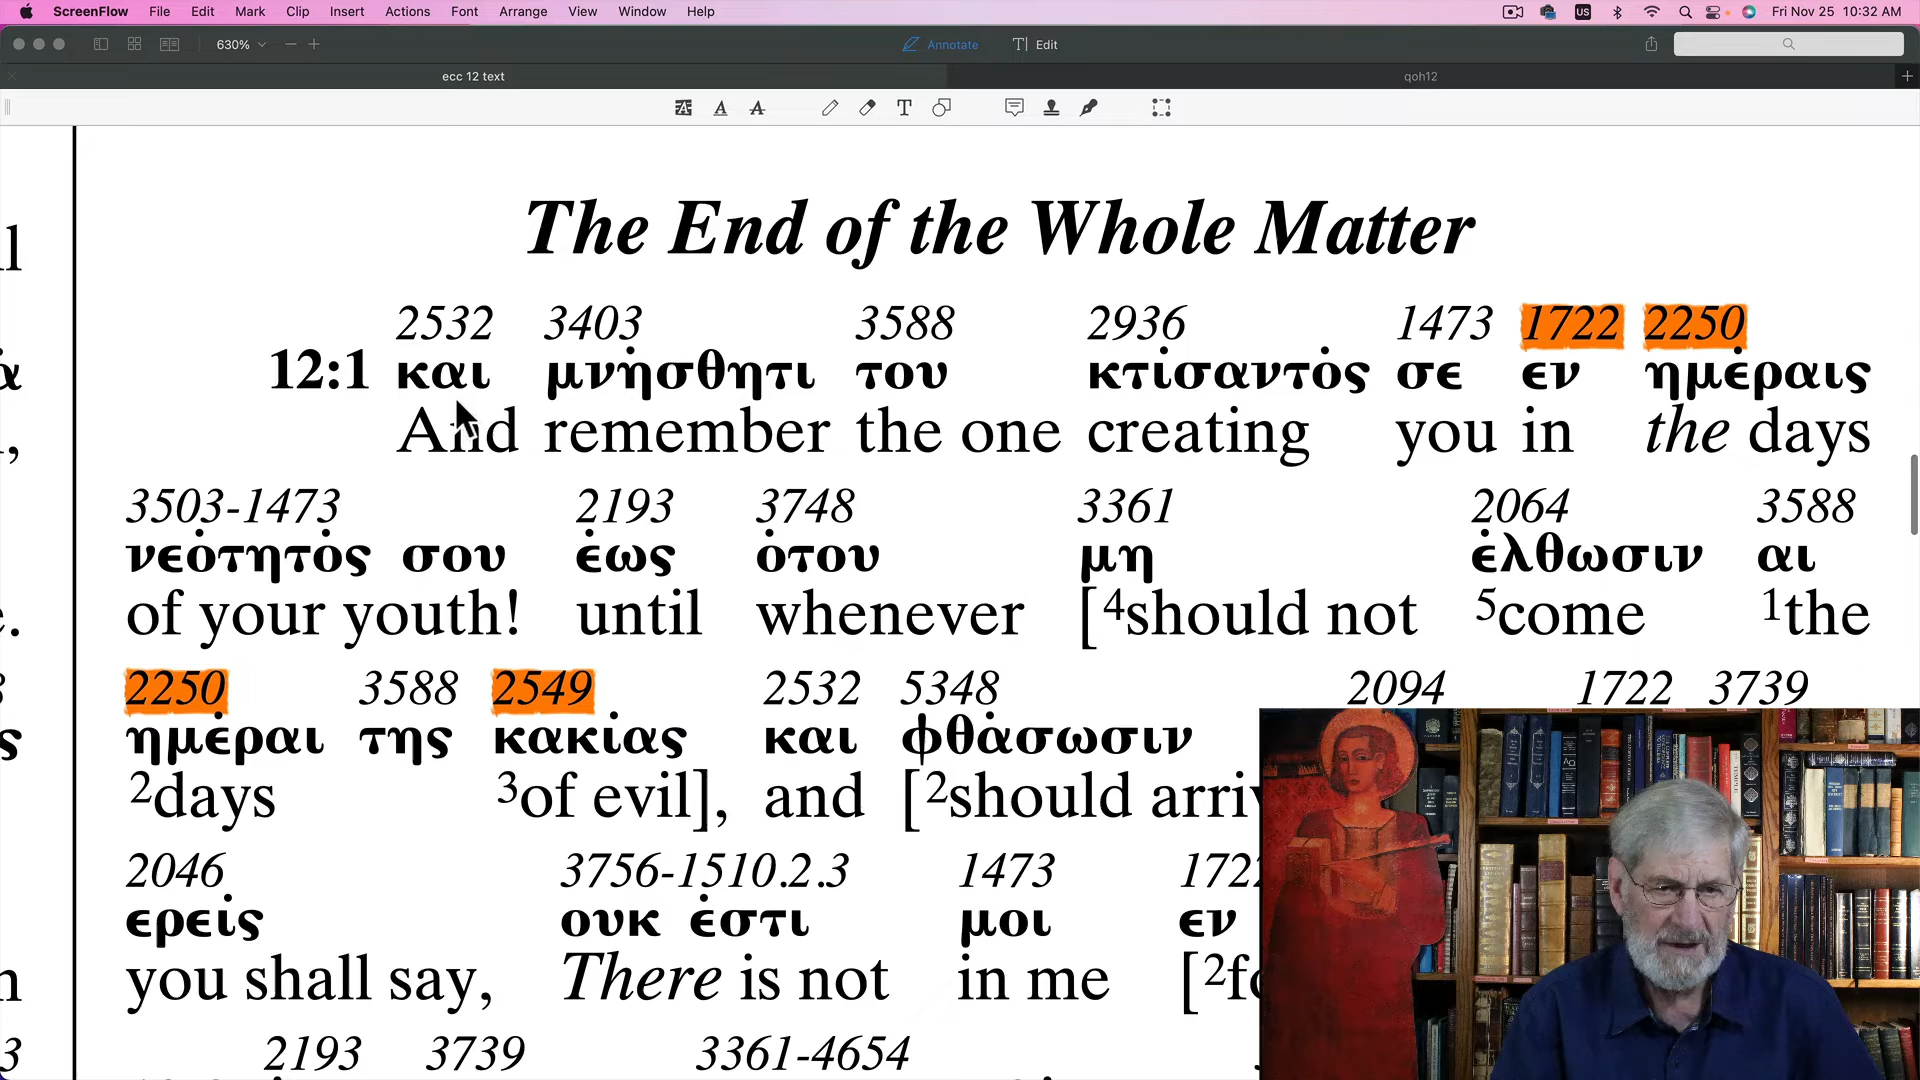 ScreenFlow File Edit Mark Clip Insert Actions Font Arrange View Window Help US Fri Nov 25 10:32 AM
630% Annotate Edit
ecc 12 text qoh12
The End of the Whole Matter
2532 3403 3588 2936 1473 1722 2250
12:1 και μνήσθητι του κτίσαντός σε εν ημέραις
And remember the one creating you in the days
3503-1473 2193 3748 3361 2064 3588
νεότητός σου έως ότου μη έλθωσιν αι
of your youth! until whenever [4should not 5come 1the
2250 3588 2549 2532 5348 2094 1722 3739
ημέραι της κακίας και φθάσωσιν
2days 3of evil], and [2should
2046 3756-1510.2.3 1473
ερείς ουκ έστι μοι εν
you shall say, There is not in me
2193 3739 3361-4654